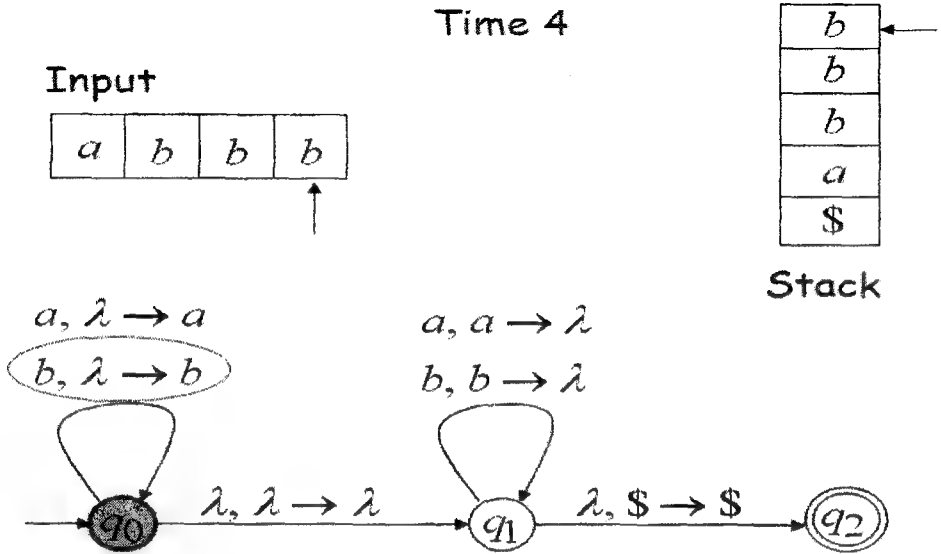 Time 4
Input
a b b b
b
b
b
a
$
Stack
a, λ → a
b, λ → b
a, a → λ
b, b → λ
q0
λ, λ → λ
q1
λ, $ → $
q2